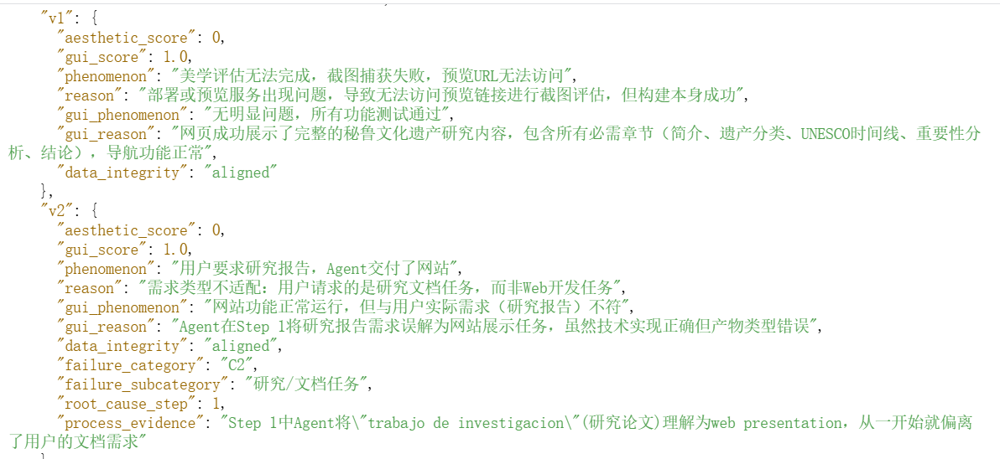 "v1": {
"aesthetic_score": 0,
"gui_score": 1.0,
"phenomenon": "美学评估无法完成，截图捕获失败，预览URL无法访问",
"reason": "部署或预览服务出现问题，导致无法访问预览链接进行截图评估，但构建本身成功",
"gui_phenomenon": "无明显问题，所有功能测试通过",
"gui_reason": "网页成功展示了完整的秘鲁文化遗产研究内容，包含所有必需章节（简介、遗产分类、UNESCO时间线、重要性分
析、结论），导航功能正常",
"data_integrity": "aligned"
},
"v2": {
"aesthetic_score": 0,
"gui_score": 1.0,
"phenomenon": "用户要求研究报告，Agent交付了网站",
"reason": "需求类型不适配：用户请求的是研究文档任务，而非Web开发任务",
"gui_phenomenon": "网站功能正常运行，但与用户实际需求（研究报告）不符",
"gui_reason": "Agent在Step 1将研究报告需求误解为网站展示任务，虽然技术实现正确但产物类型错误",
"data_integrity": "aligned",
"failure_category": "C2",
"failure_subcategory": "研究/文档任务",
"root_cause_step": 1,
"process_evidence": "Step 1中Agent将\"trabajo de investigacion\"(研究论文)理解为web presentation，从一开始就偏离
了用户的文档需求"